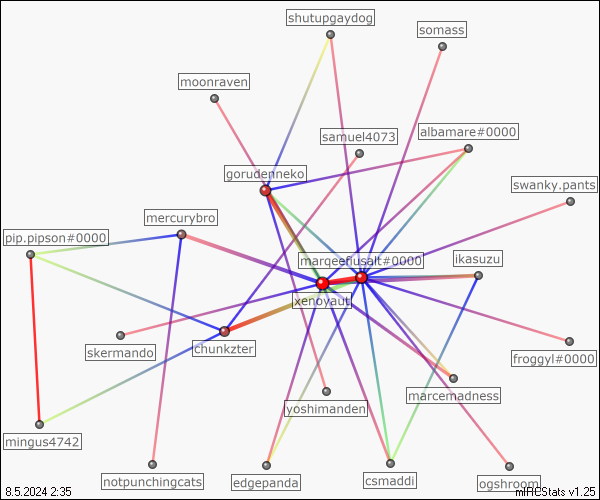 shutupgaydog
somass
moonraven
samuel4073
albamare#0000
gorudenneko
swanky.pants
mercurybro
pip.pipson#0000
marqeefiusalt#0000
ikasuzu
xenoyaut
skermando
chunkzter
froggyl#0000
marcemadness
yoshimanden
mingus4742
notpunchingcats
edgepanda
csmaddi
ogshroom
8.5.2024 2:35
mIRCStats v1.25